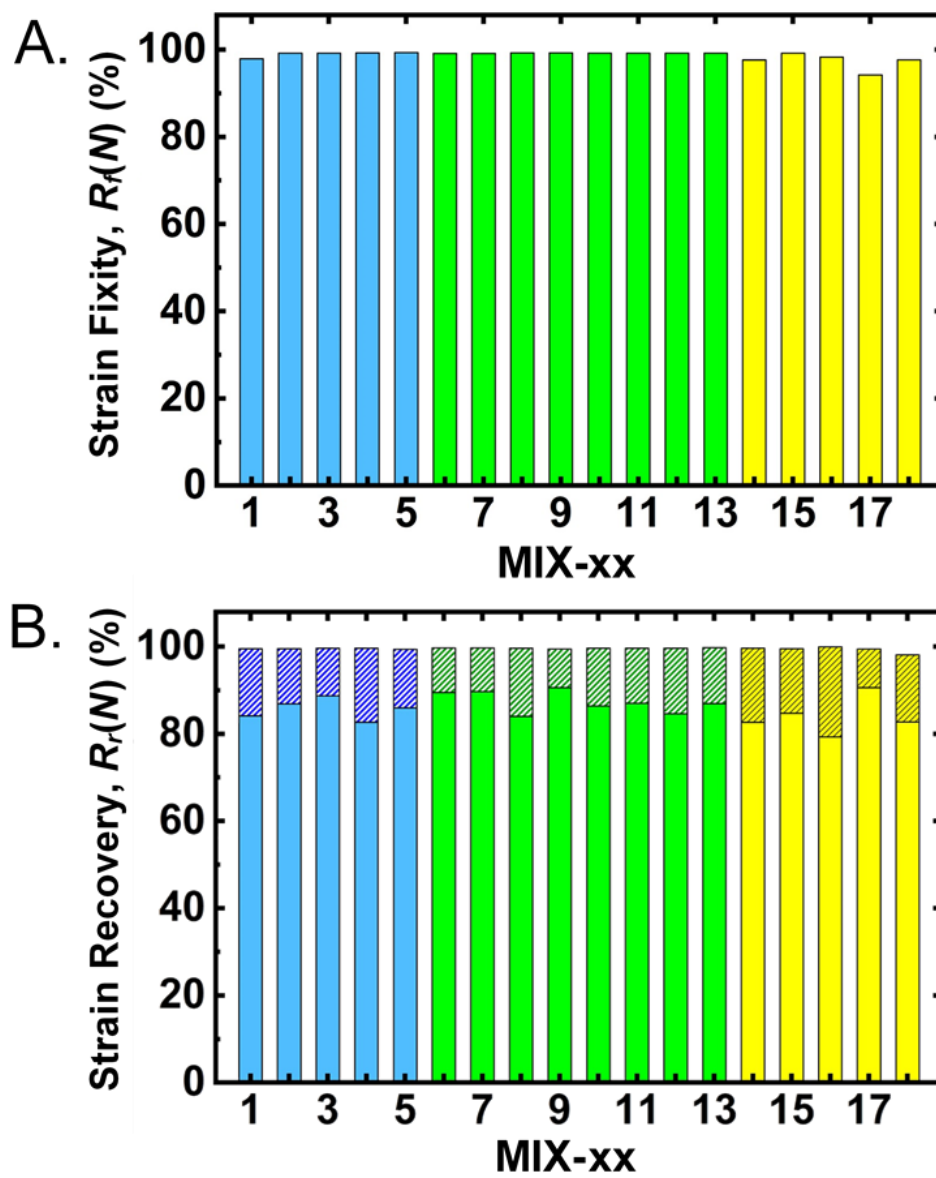 A.
Strain Fixity, Rf(N) (%)
100
80
60
40
20
0
1 3 5 7 9 11 13 15 17
MIX-xx
B.
Strain Recovery, Rr(N) (%)
100
80
60
40
20
0
1 3 5 7 9 11 13 15 17
MIX-xx